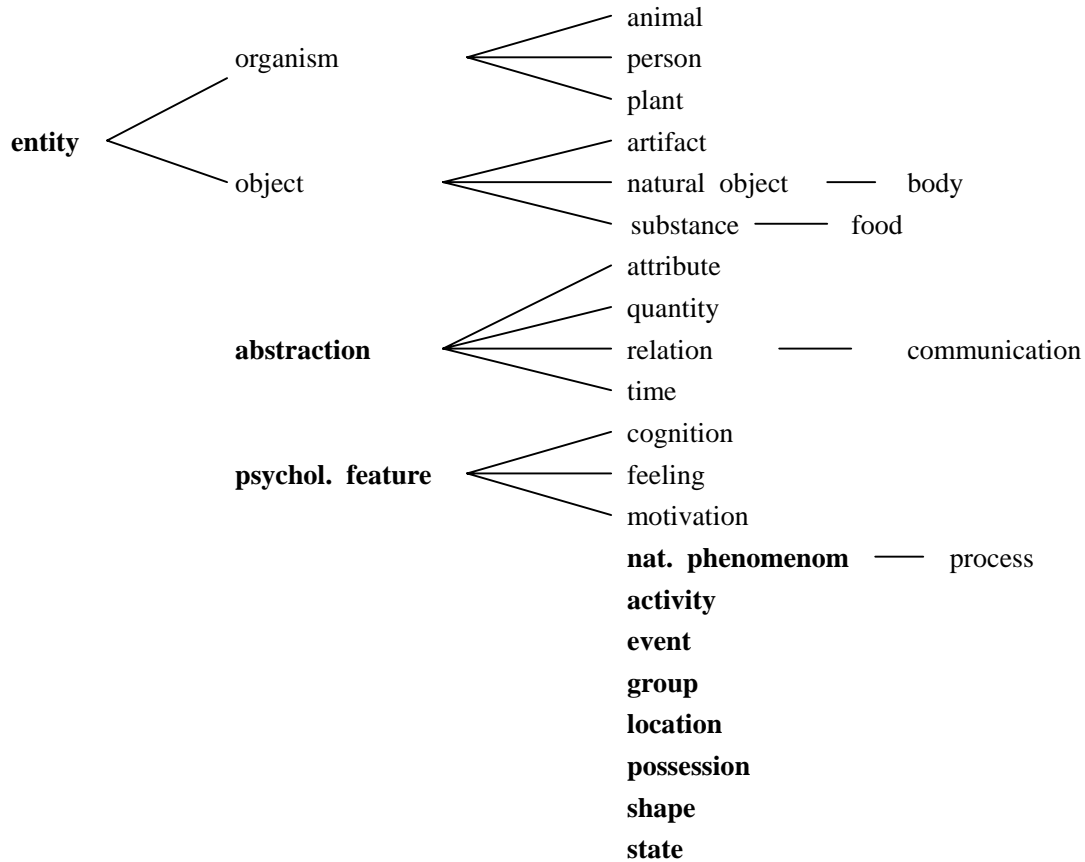 animal
organism
person
plant
entity
artifact
object
natural object
body
substance
food
attribute
quantity
abstraction
relation
communication
time
cognition
psychol. feature
feeling
motivation
nat. phenomenom
process
activity
event
group
location
possession
shape
state